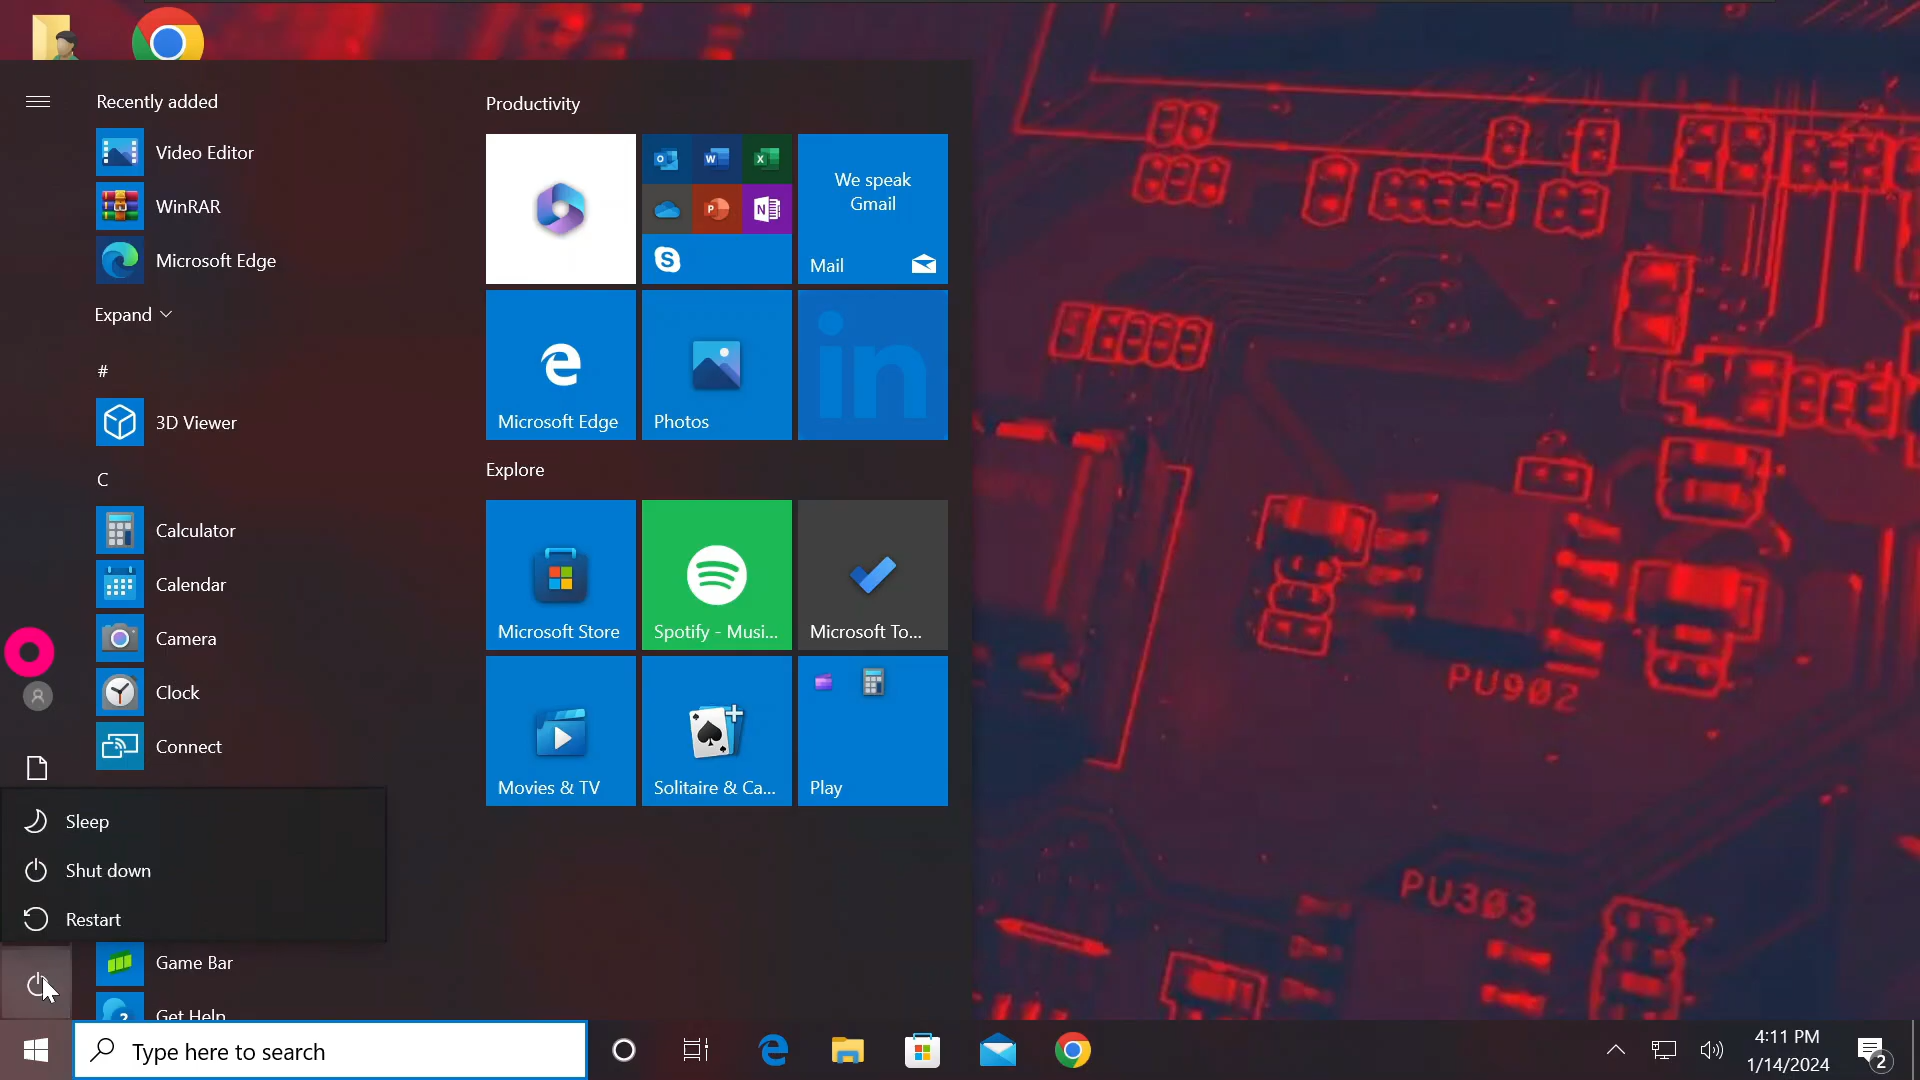 Recently added
Video Editor
WinRAR
Microsoft Edge
Expand
#
3D Viewer
C
Calculator
Calendar
Camera
Clock
Connect
Sleep
Shut down
Restart
Game Bar
Get Help
Productivity
We speak
Gmail
Mail
Microsoft Edge
Photos
in
Explore
Microsoft Store
Spotify - Musi...
Microsoft To...
Movies & TV
Solitaire & Ca...
Play
PU902
PU303
Type here to search
4:11 PM
1/14/2024
2